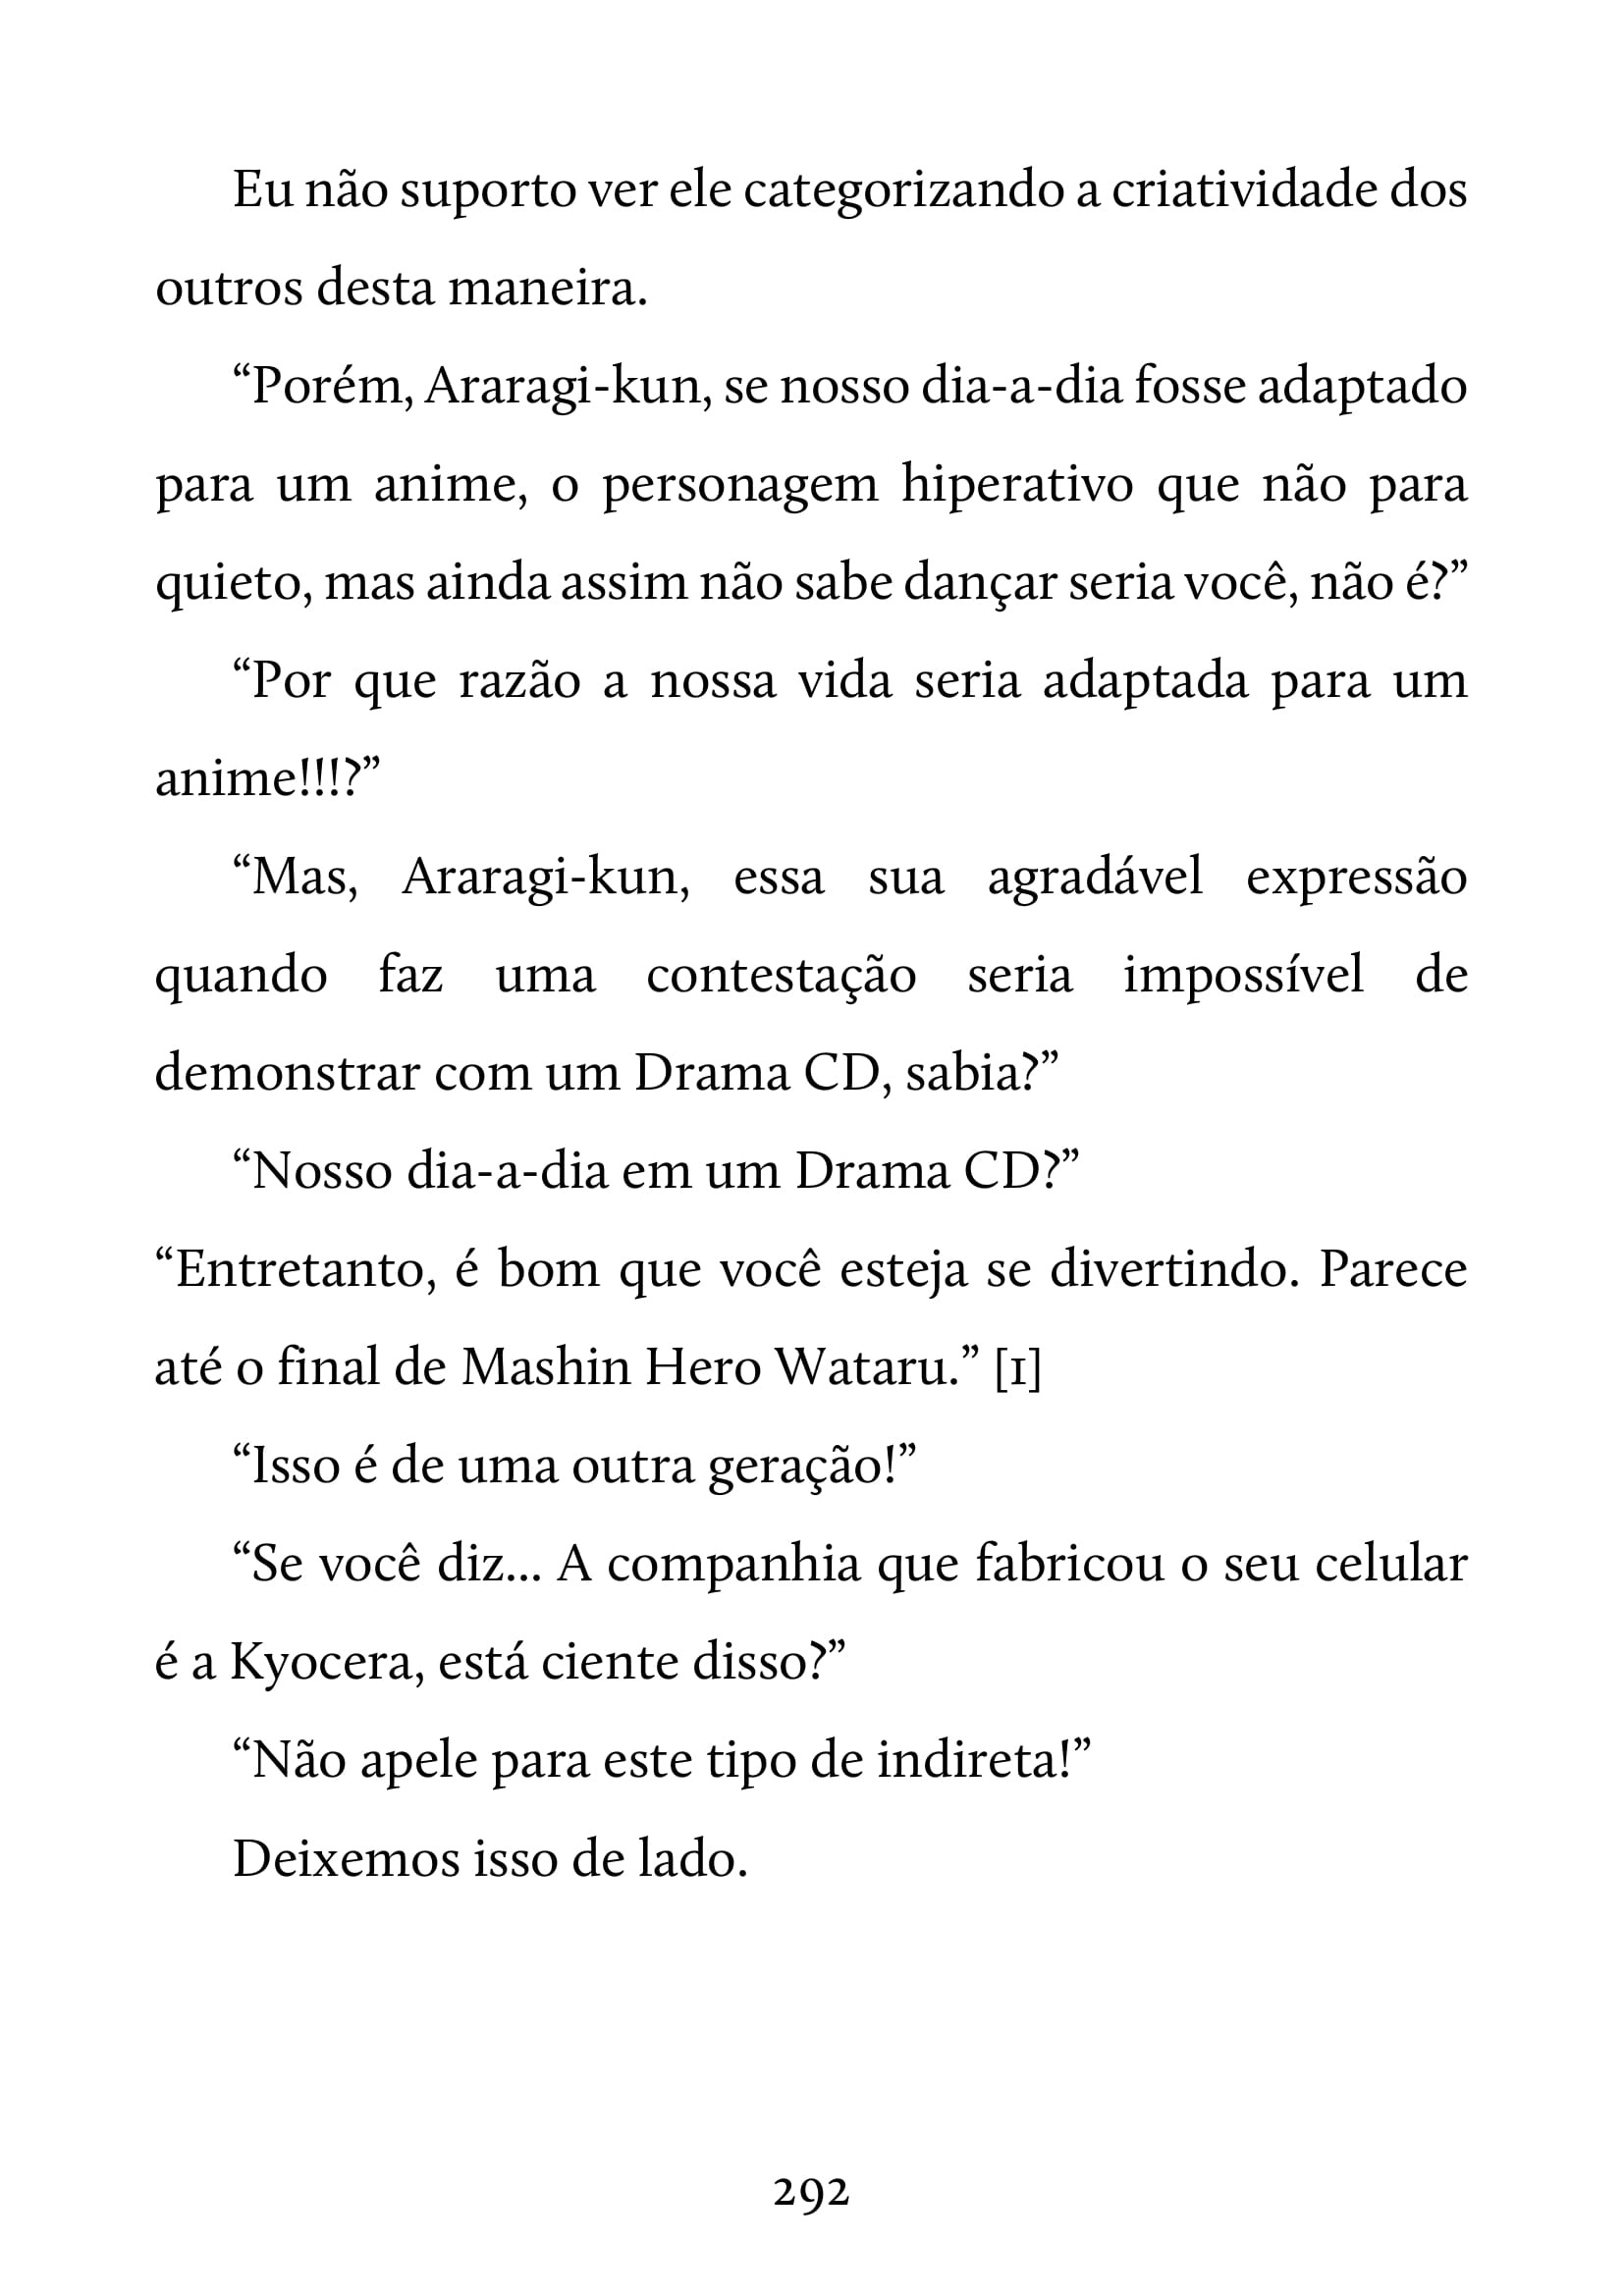 Eu não suporto ver ele categorizando a criatividade dos
outros desta maneira.
“Porém, Araragi-kun, se nosso dia-a-dia fosse adaptado
para um anime, o personagem hiperativo que não para
quieto, mas ainda assim não sabe dançar seria você, não é?”
“Por que razão a nossa vida seria adaptada para um
anime!!!?”
“Mas, Araragi-kun, essa sua agradável expressão
quando faz uma contestação seria impossível de
demonstrar com um Drama CD, sabia?”
“Nosso dia-a-dia em um Drama CD?”
“Entretanto, é bom que você esteja se divertindo. Parece
até o final de Mashin Hero Wataru.” [1]
“Isso é de uma outra geração!”
“Se você diz... A companhia que fabricou o seu celular
é a Kyocera, está ciente disso?”
“Não apele para este tipo de indireta!”
Deixemos isso de lado.
292